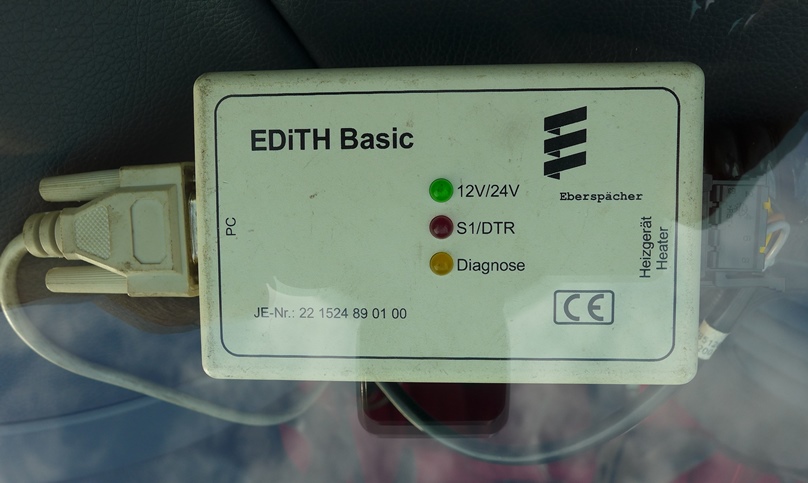 EDiTH Basic
Eberspächer
12V/24V
S1/DTR
Diagnose
PC
Heizgerät
Heater
JE-Nr.: 22 1524 89 01 00
CE